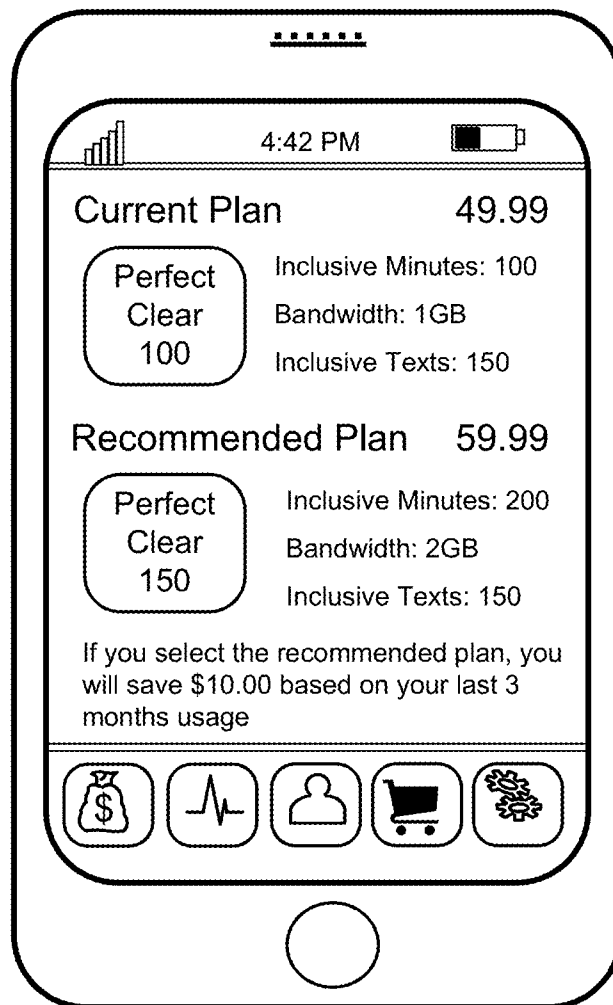 4:42 PM
Current Plan 49.99
Perfect
Clear
100
Inclusive Minutes: 100
Bandwidth: 1GB
Inclusive Texts: 150
Recommended Plan 59.99
Perfect
Clear
150
Inclusive Minutes: 200
Bandwidth: 2GB
Inclusive Texts: 150
If you select the recommended plan, you
will save $10.00 based on your last 3
months usage
$